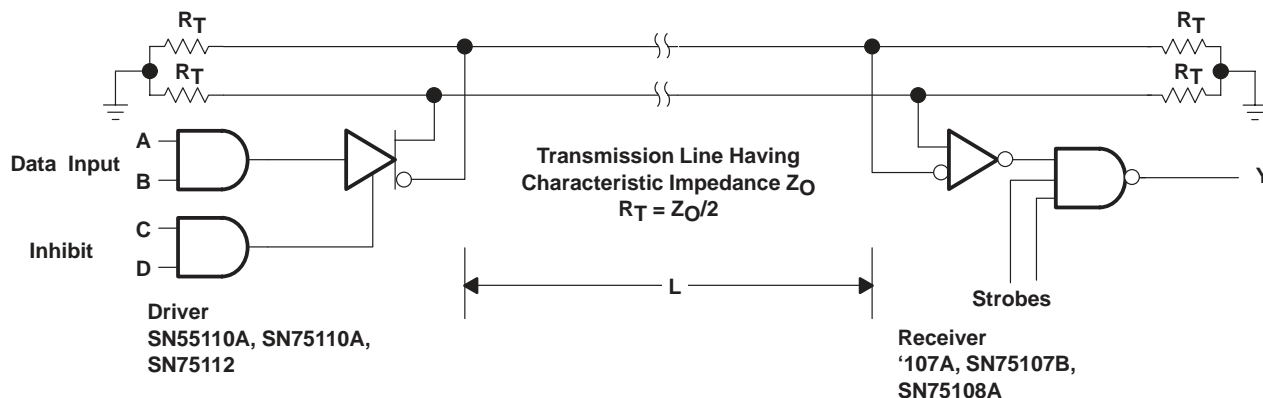 RT
RT
RT
RT
A
B
Data Input
C
D
Inhibit
Transmission Line Having
Characteristic Impedance ZO
RT = ZO/2
L
Y
Strobes
Driver
SN55110A, SN75110A,
SN75112
Receiver
‘107A, SN75107B,
SN75108A